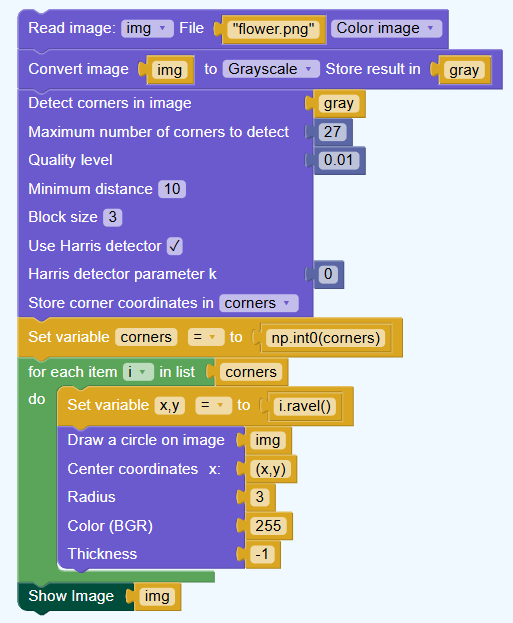 Read image: img File "flower.png" Color image
Convert image img to Grayscale Store result in gray
Detect corners in image gray
Maximum number of corners to detect 27
Quality level 0.01
Minimum distance 10
Block size 3
Use Harris detector ✓
Harris detector parameter k 0
Store corner coordinates in corners
Set variable corners = to np.int0(corners)
for each item i in list corners
do Set variable x,y = to i.ravel()
Draw a circle on image img
Center coordinates x: (x,y)
Radius 3
Color (BGR) 255
Thickness -1
Show Image img